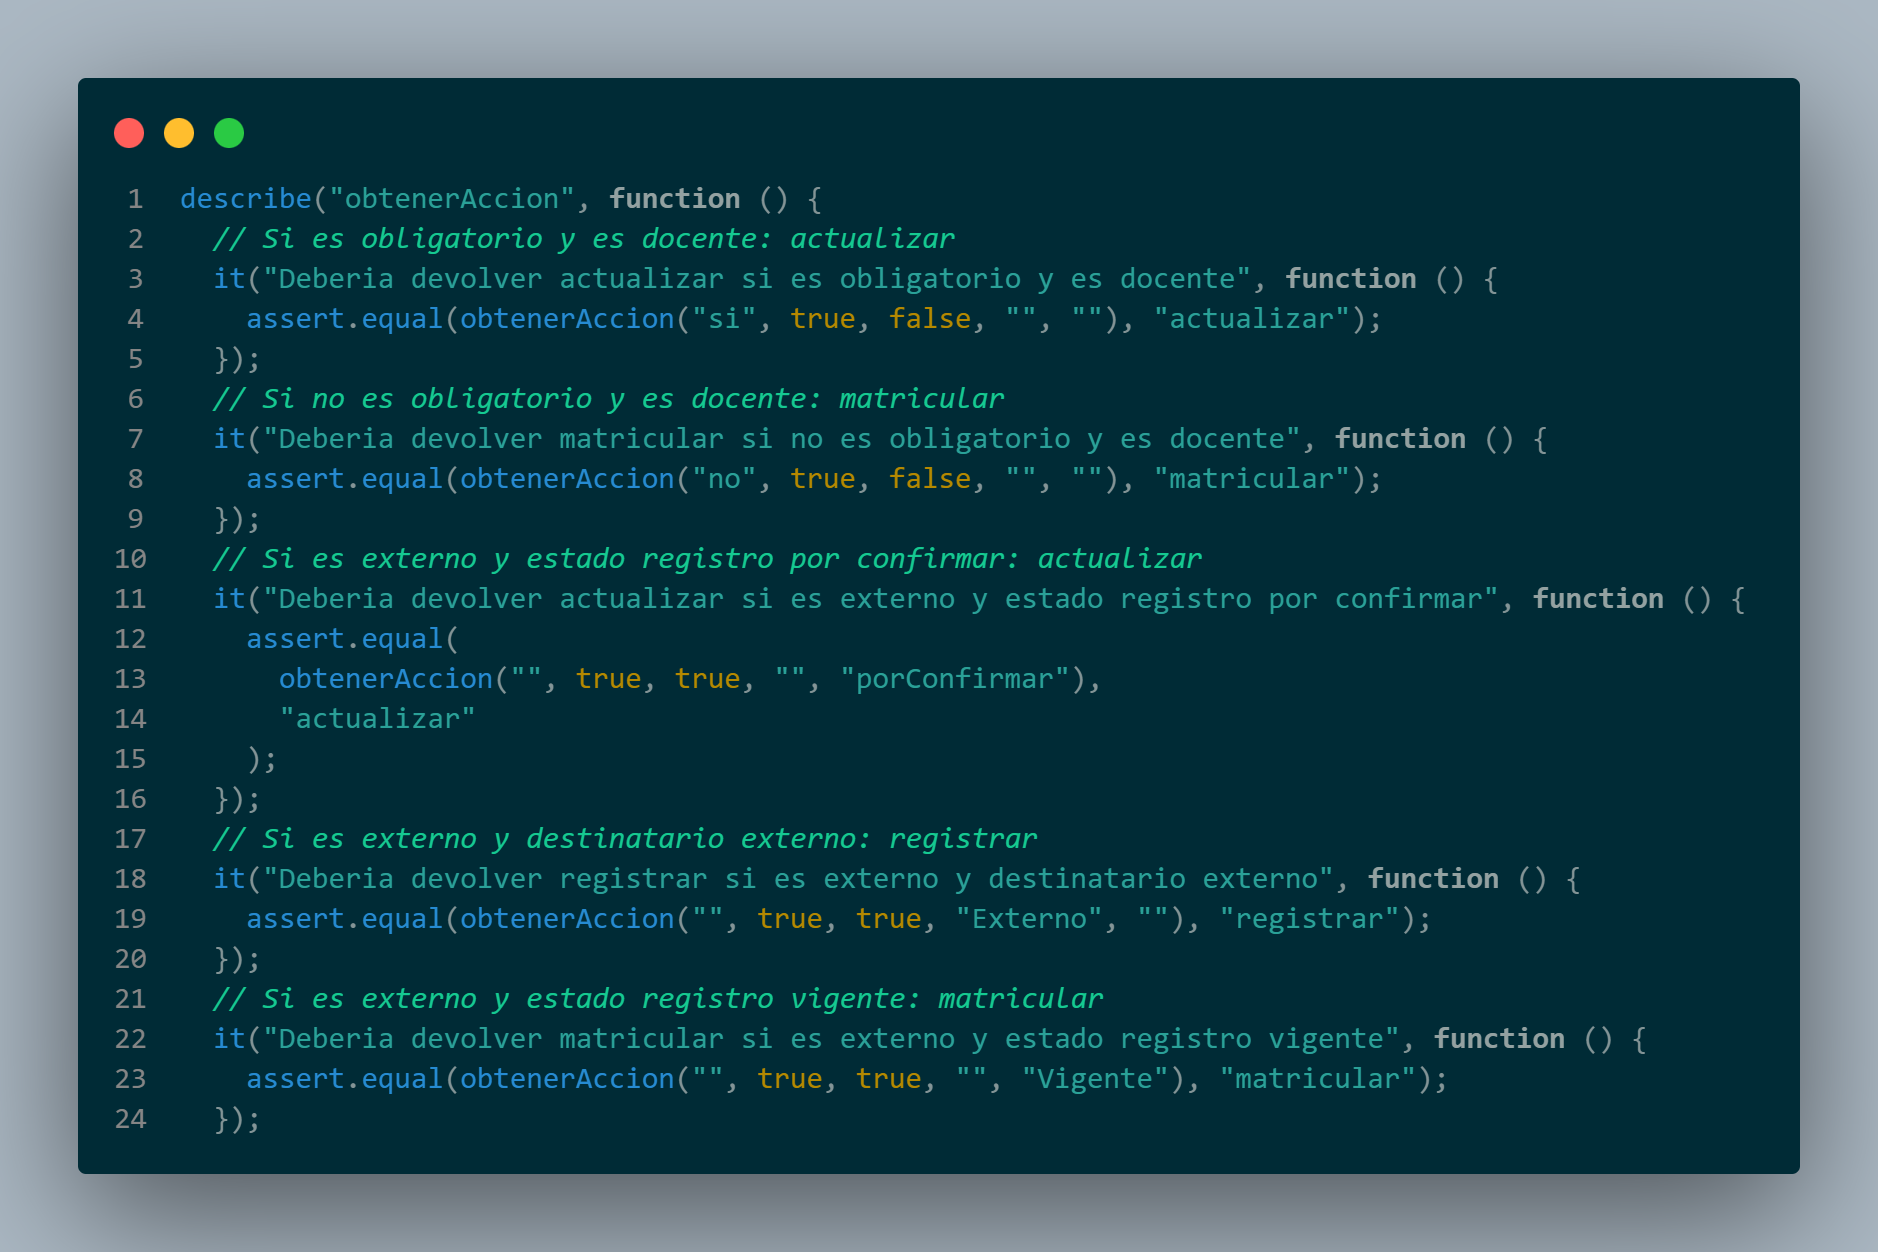 1 describe("obtenerAccion", function () {
2   // Si es obligatorio y es docente: actualizar
3   it("Deberia devolver actualizar si es obligatorio y es docente", function () {
4     assert.equal(obtenerAccion("si", true, false, "", ""), "actualizar");
5   });
6   // Si no es obligatorio y es docente: matricular
7   it("Deberia devolver matricular si no es obligatorio y es docente", function () {
8     assert.equal(obtenerAccion("no", true, false, "", ""), "matricular");
9   });
10   // Si es externo y estado registro por confirmar: actualizar
11   it("Deberia devolver actualizar si es externo y estado registro por confirmar", function () {
12     assert.equal(
13       obtenerAccion("", true, true, "", "porConfirmar"),
14       "actualizar"
15     );
16   });
17   // Si es externo y destinatario externo: registrar
18   it("Deberia devolver registrar si es externo y destinatario externo", function () {
19     assert.equal(obtenerAccion("", true, true, "Externo", ""), "registrar");
20   });
21   // Si es externo y estado registro vigente: matricular
22   it("Deberia devolver matricular si es externo y estado registro vigente", function () {
23     assert.equal(obtenerAccion("", true, true, "", "Vigente"), "matricular");
24   });